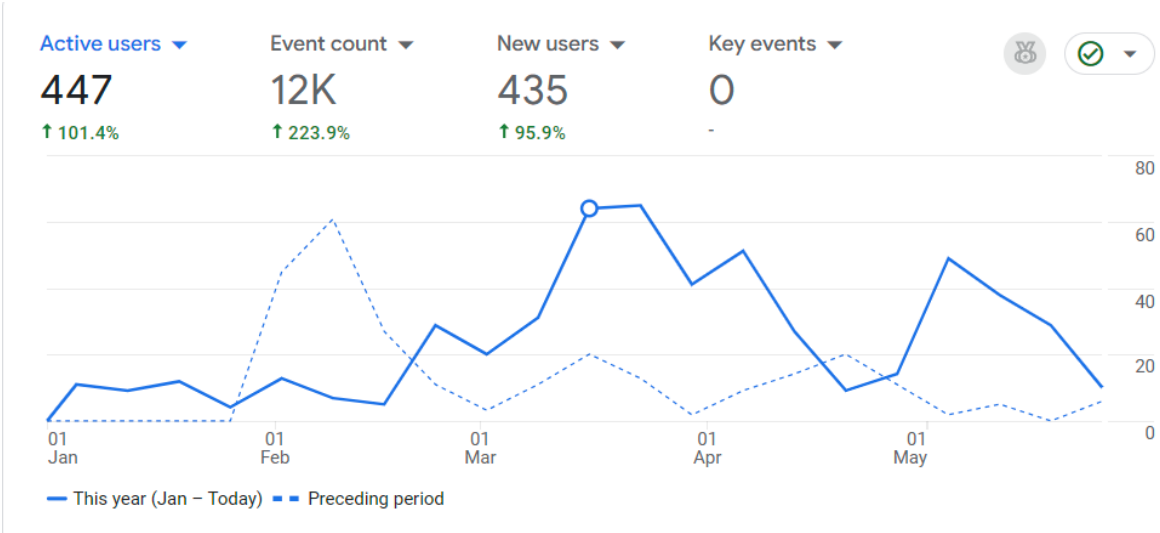 Active users Event count New users Key events
447 12K 435 0
↑ 101.4% ↑ 223.9% ↑ 95.9% -
80
60
40
20
0
01 01 01 01 01
Jan Feb Mar Apr May
This year (Jan – Today) Preceding period